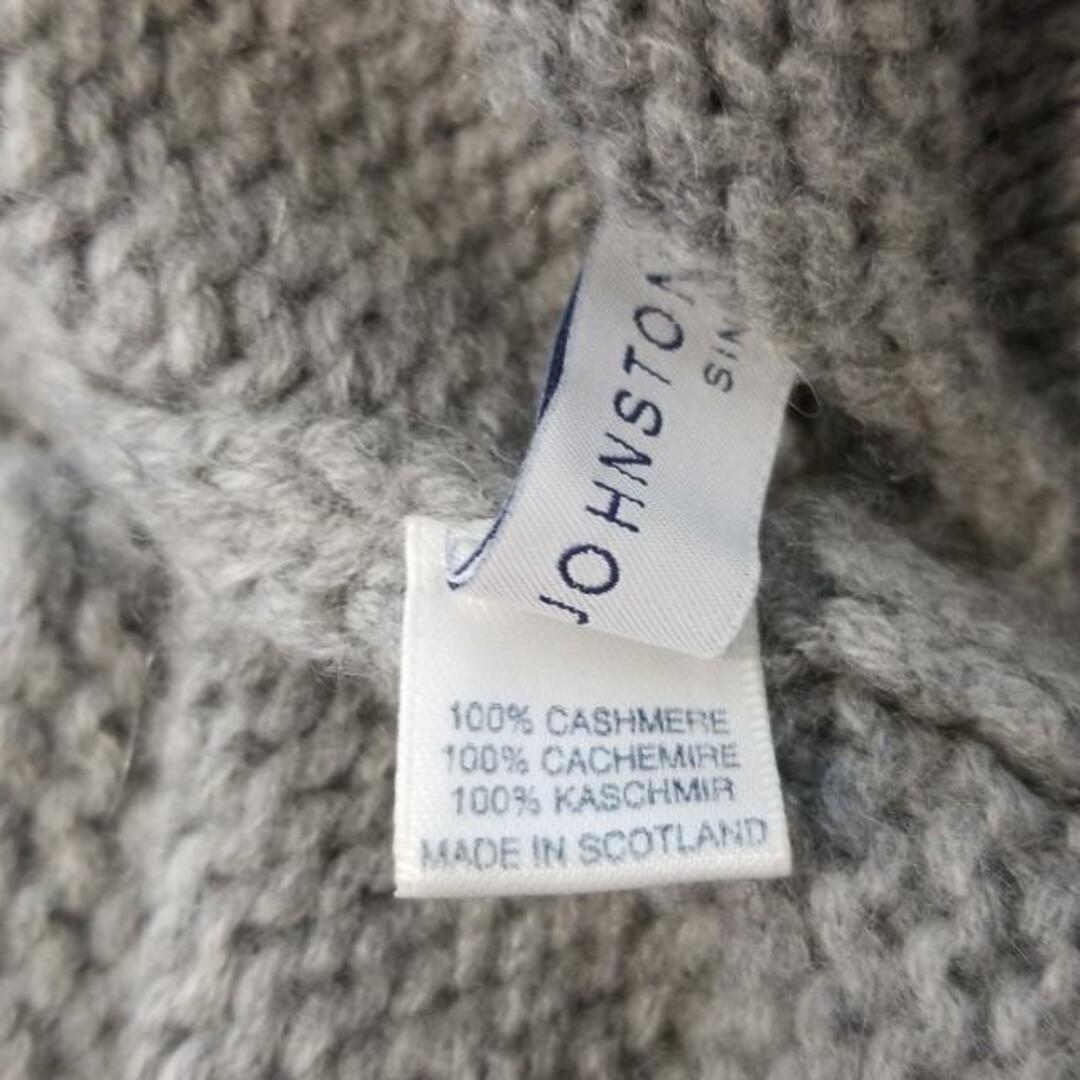 JOHNSTON
SIN
100% CASHMERE
100% CACHEMIRE
100% KASCHMIR
MADE IN SCOTLAND